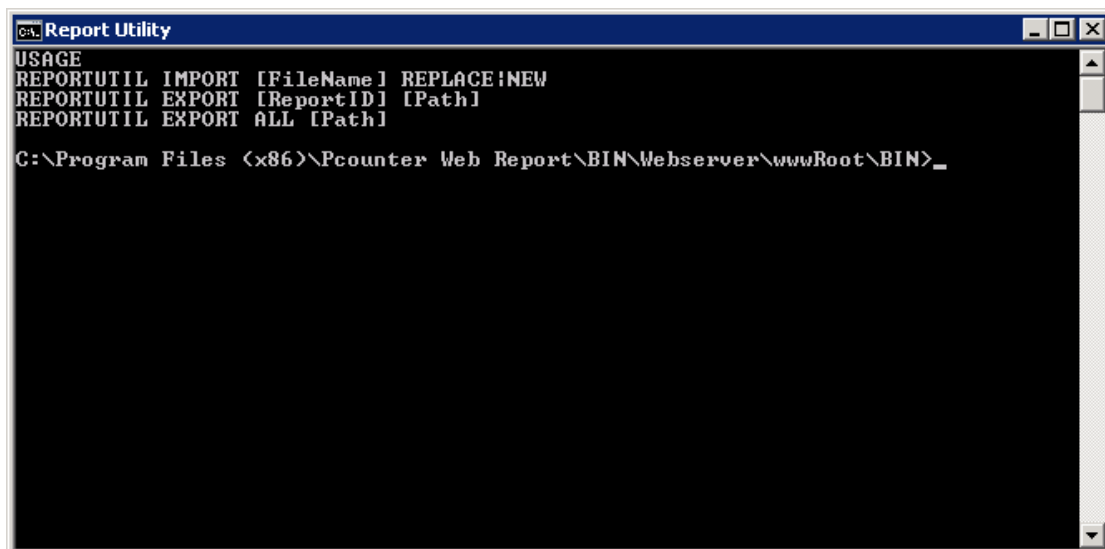 Report Utility
USAGE
REPORTUTIL IMPORT [FileName] REPLACE¦NEW
REPORTUTIL EXPORT [ReportID] [Path]
REPORTUTIL EXPORT ALL [Path]
C:\Program Files (x86)\Pcounter Web Report\BIN\Webserver\wwwRoot\BIN>_